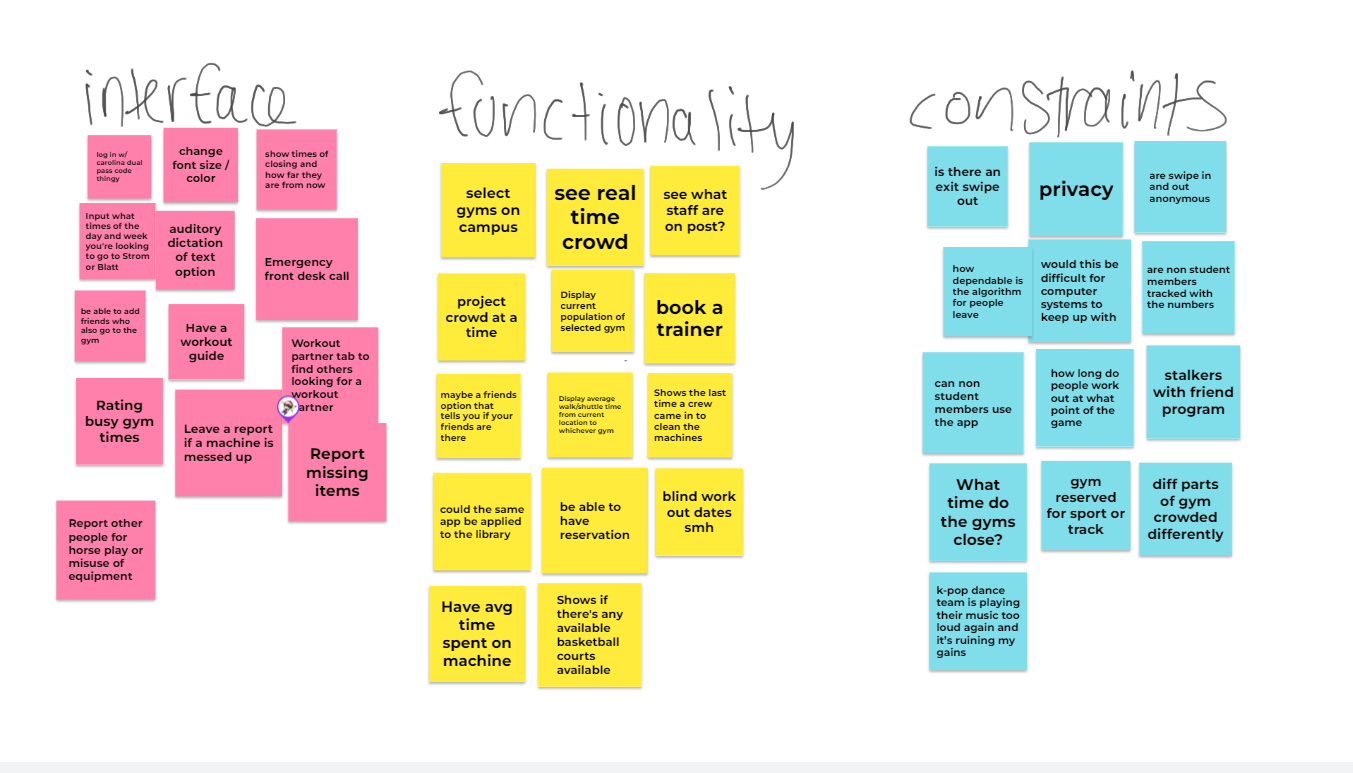 interface
log in w/
carolina dual
pass code
thingy
change
font size /
color
show times of
closing and
how far they
are from now
Input what
times of the
day and week
you're looking
to go to Strom
or Blatt
auditory
dictation
of text
option
Emergency
front desk call
be able to add
friends who
also go to the
gym
Have a
workout
guide
Workout
partner tab to
find others
looking for a
workout
partner
Rating
busy gym
times
Leave a report
if a machine is
messed up
Report
missing
items
Report other
people for
horse play or
misuse of
equipment
functionality
select
gyms on
campus
see real
time
crowd
see what
staff are
on post?
project
crowd at a
time
Display
current
population of
selected gym
book a
trainer
maybe a friends
option that
tells you if your
friends are
there
Display average
walk/shuttle time
from current
location to
whichever gym
Shows the last
time a crew
came in to
clean the
machines
could the same
app be applied
to the library
be able to
have
reservation
blind work
out dates
smh
Have avg
time
spent on
machine
Shows if
there's any
available
basketball
courts
available
constraints
is there an
exit swipe
out
privacy
are swipe in
and out
anonymous
how
dependable is
the algorithm
for people
leave
would this be
difficult for
computer
systems to
keep up with
are non student
members
tracked with
the numbers
can non
student
members use
the app
how long do
people work
out at what
point of the
game
stalkers
with friend
program
What
time do
the gyms
close?
gym
reserved
for sport or
track
diff parts
of gym
crowded
differently
k-pop dance
team is playing
their music too
loud again and
it's ruining my
gains